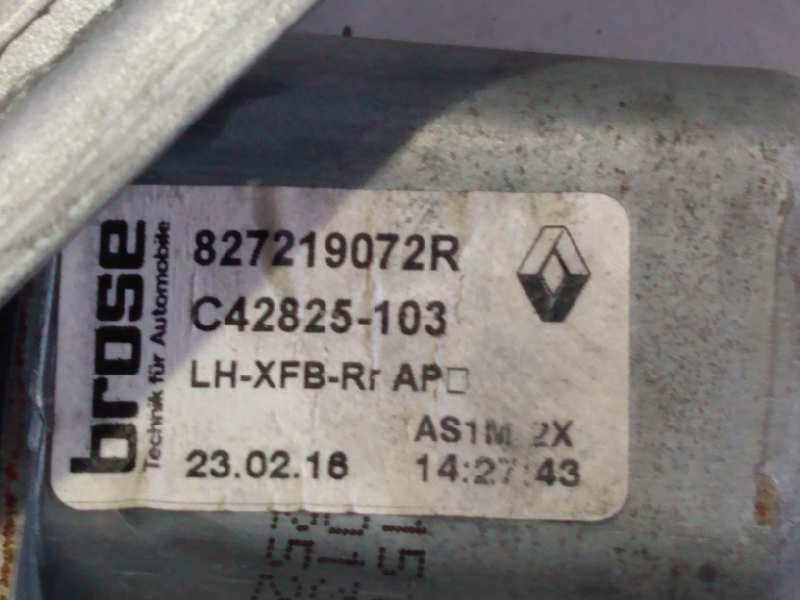 brose
Technik für Automobile
827219072R
C42825-103
LH-XFB-Rr AP□
AS1M 2X
23.02.16 14:27:43